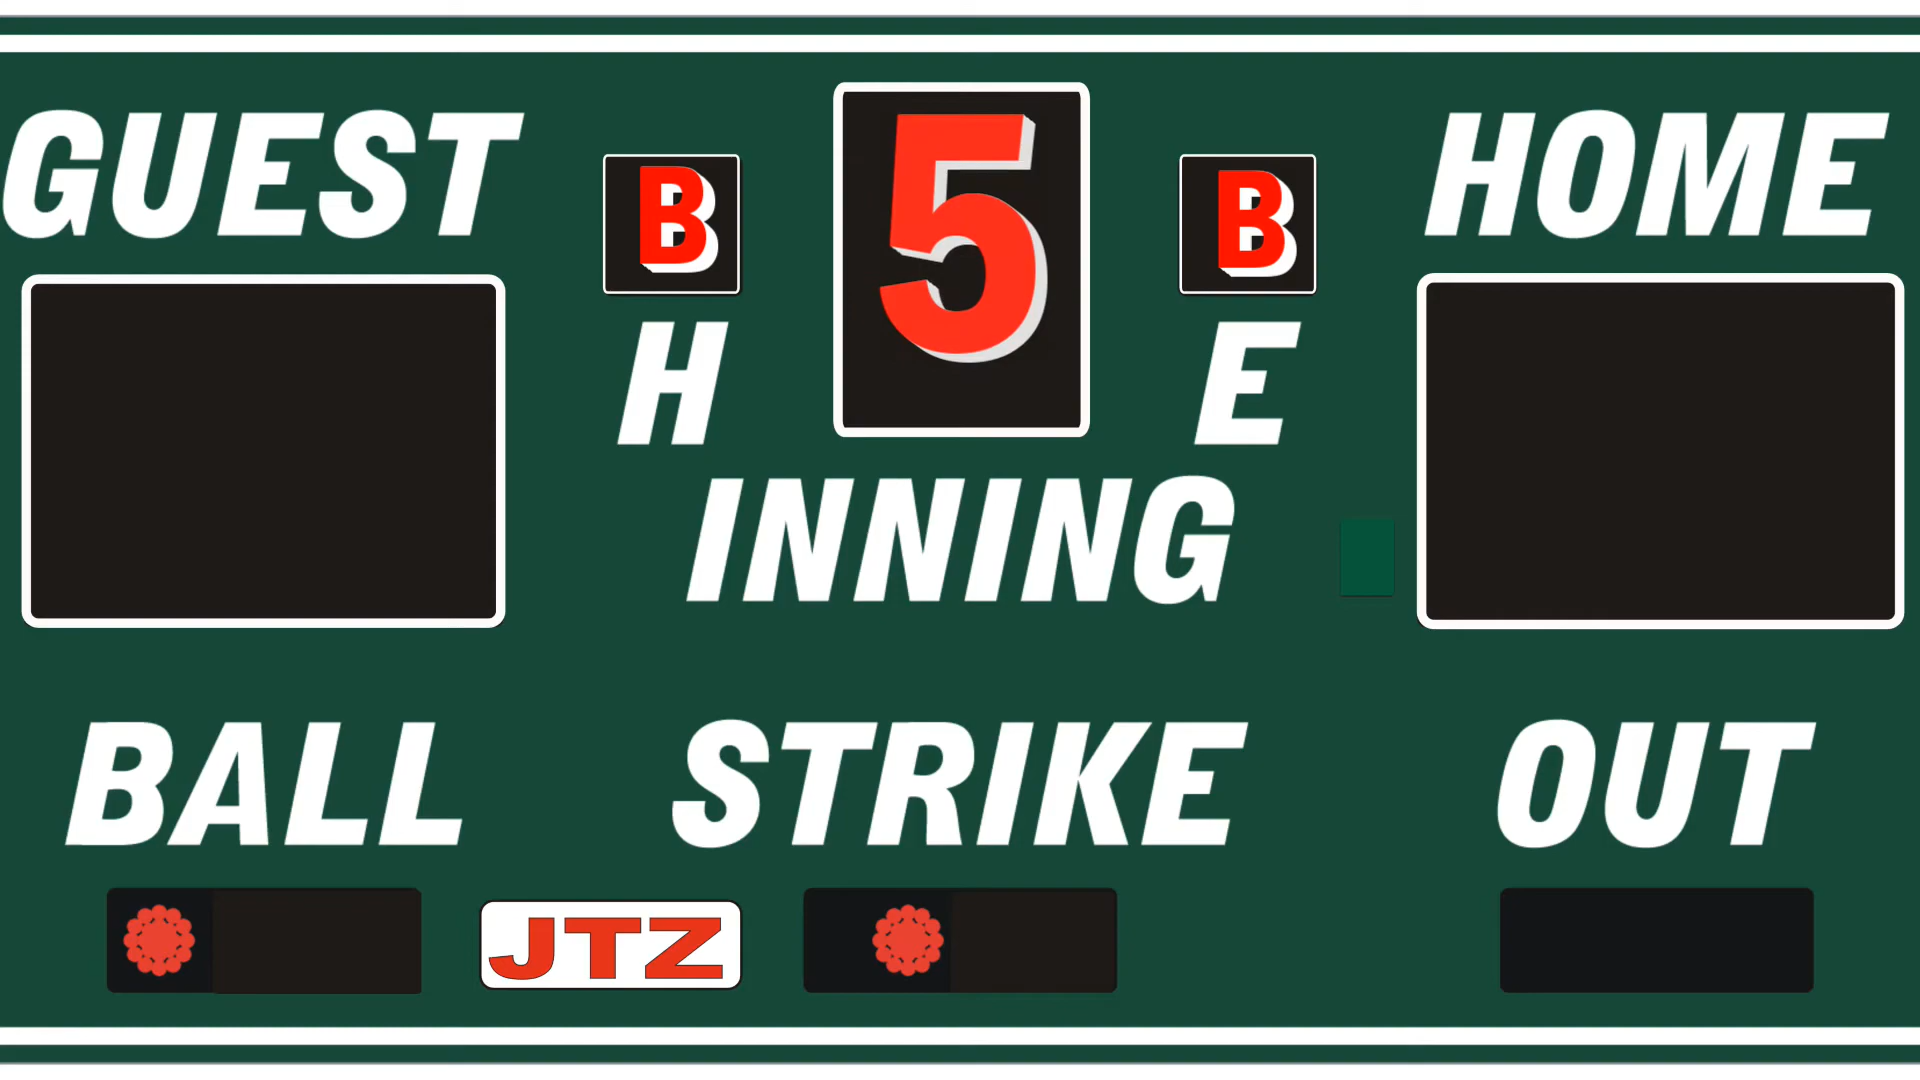 GUEST B 5 B HOME
H E
INNING
BALL STRIKE OUT
JTZ